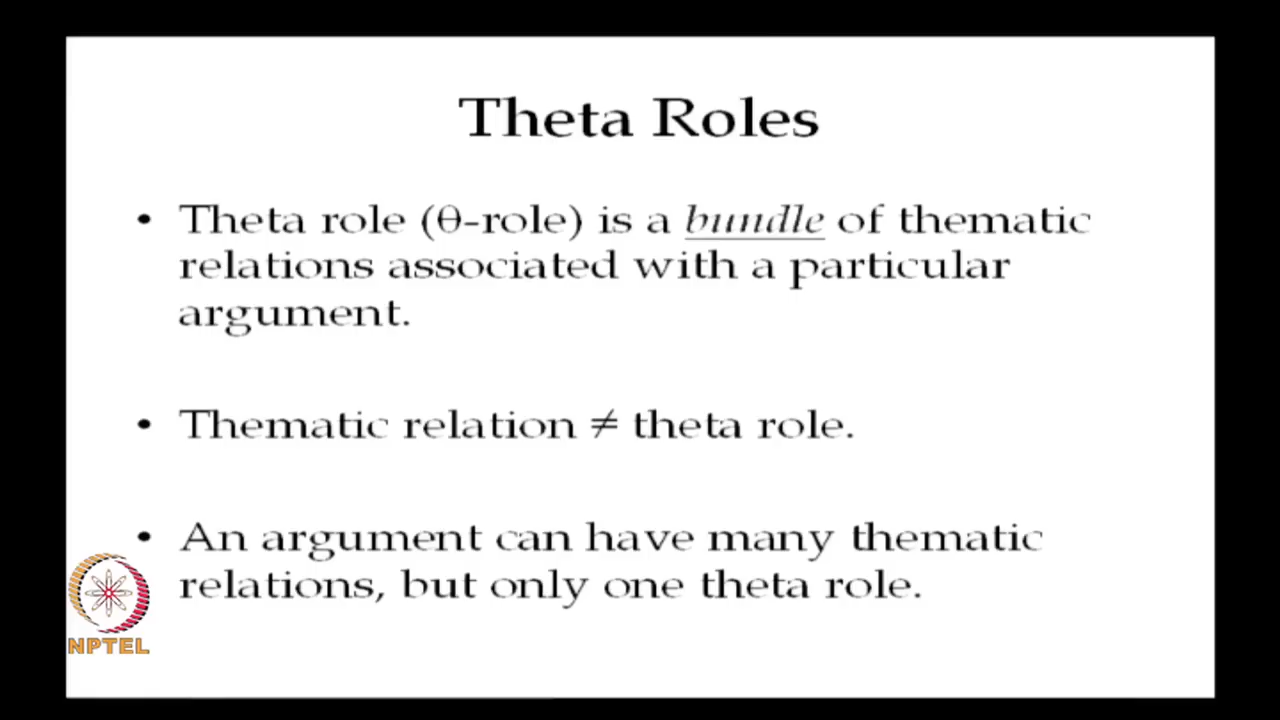 Theta Roles
• Theta role (θ-role) is a bundle of thematic
relations associated with a particular
argument.
• Thematic relation ≠ theta role.
• An argument can have many thematic
relations, but only one theta role.
NPTEL